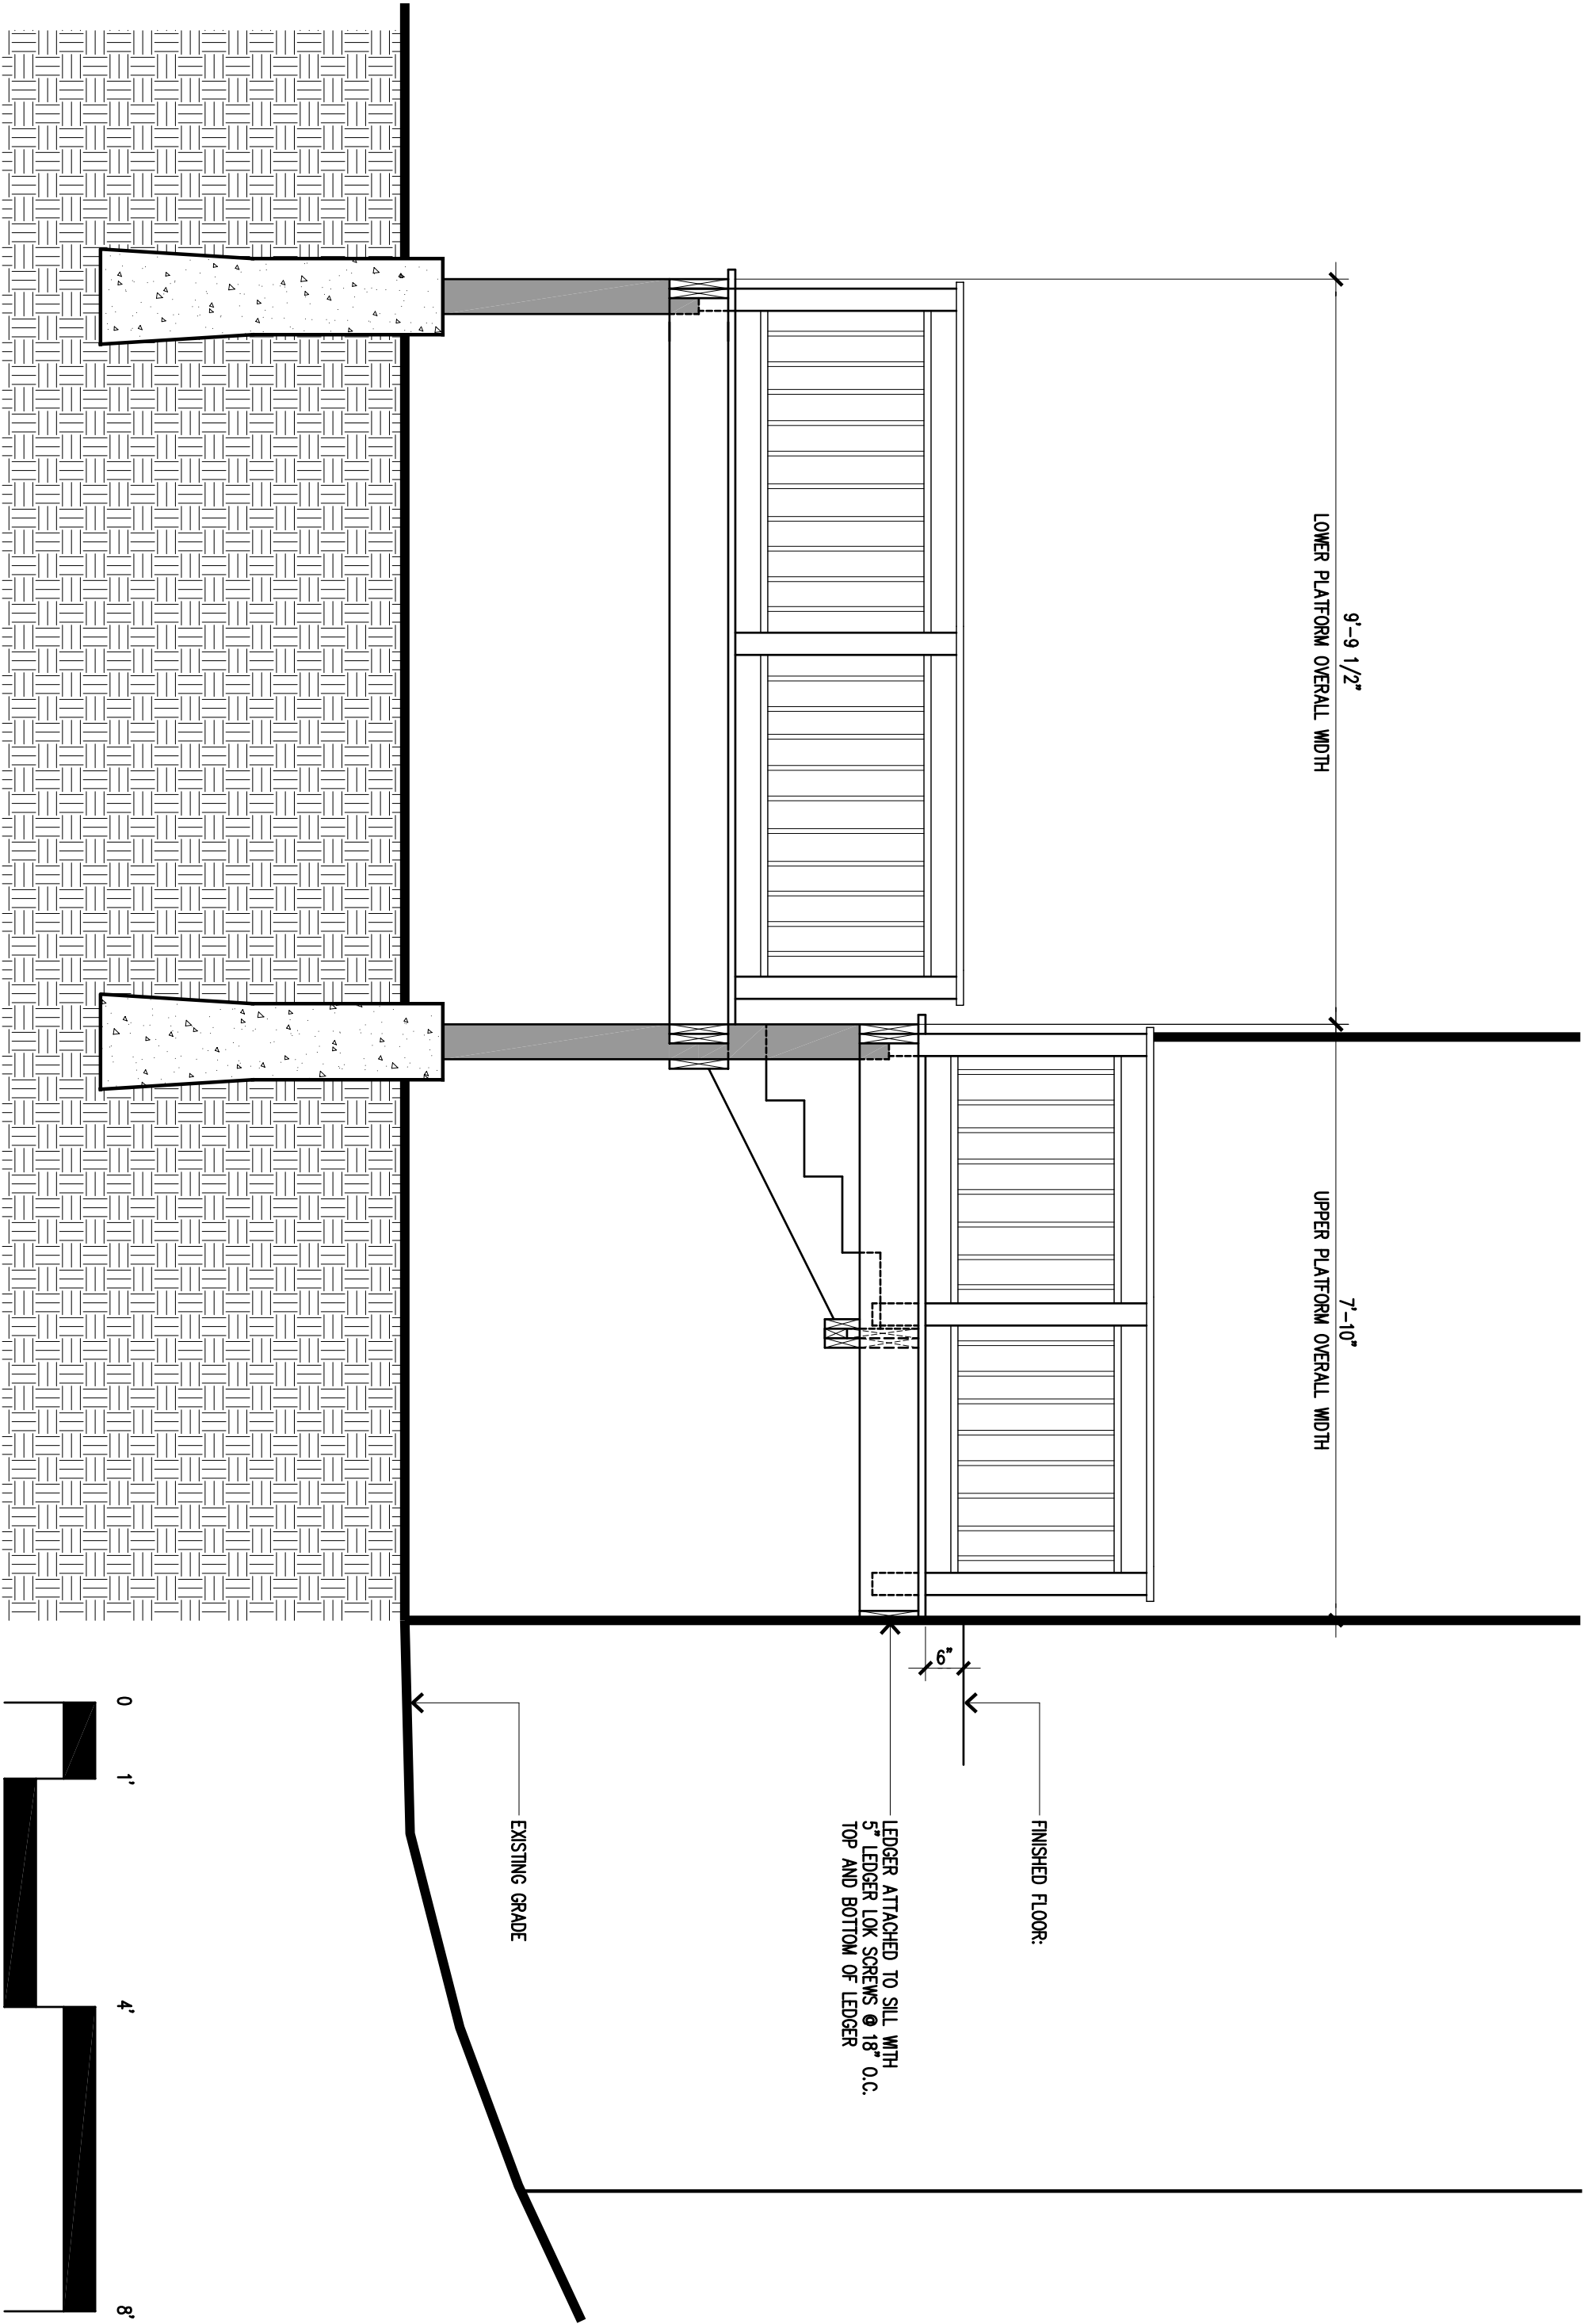 9'-9 1/2"
LOWER PLATFORM OVERALL WIDTH
7'-10"
UPPER PLATFORM OVERALL WIDTH
6"
FINISHED FLOOR:
LEDGER ATTACHED TO SILL WITH
5" LEDGER LOK SCREWS @ 18" O.C.
TOP AND BOTTOM OF LEDGER
EXISTING GRADE
0 1' 4' 8'